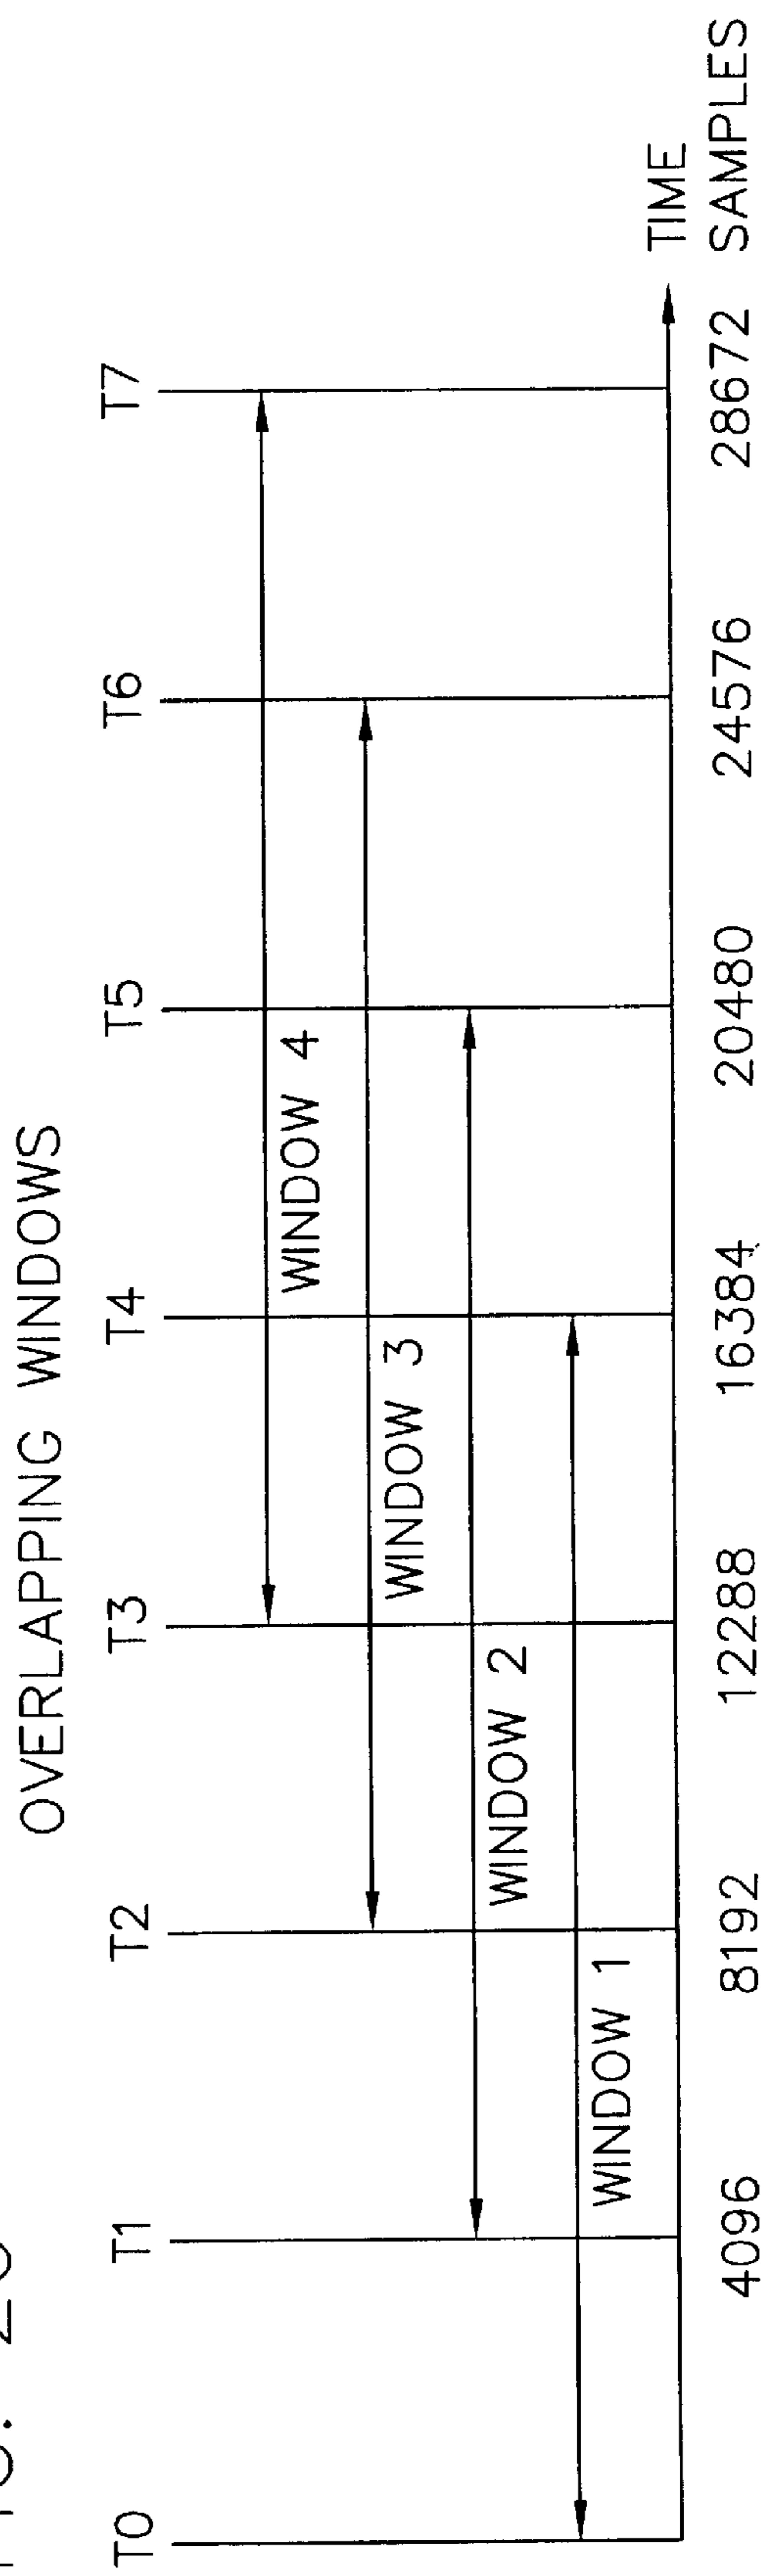 OVERLAPPING WINDOWS
T0 T1 T2 T3 T4 T5 T6 T7
WINDOW 4
WINDOW 3
WINDOW 2
WINDOW 1
TIME
4096 8192 12288 16384 20480 24576 28672 SAMPLES